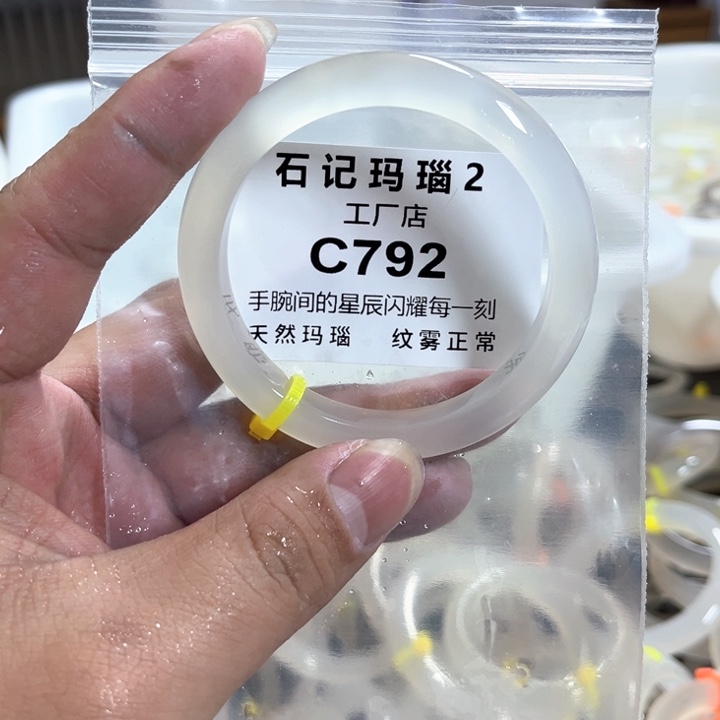 石记玛瑙2
工厂店
C792
手腕间的星辰闪耀每一刻
天然玛瑙 纹雾正常